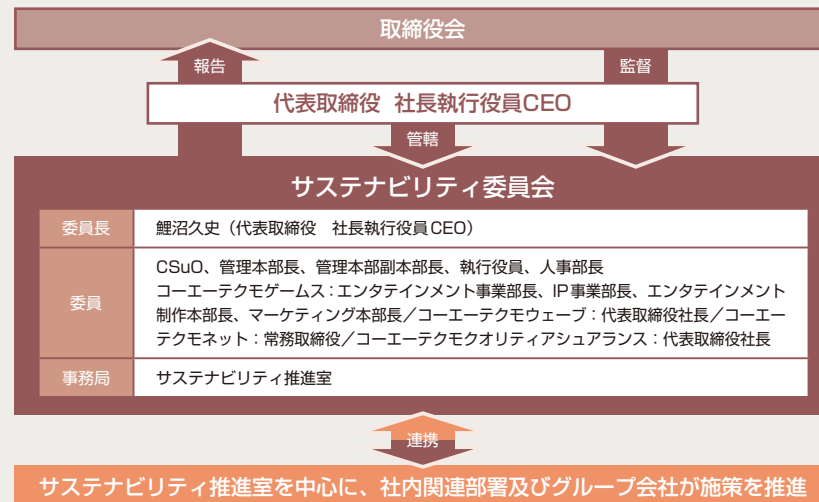 取締役会
報告
監督
代表取締役 社長執行役員CEO
管轄
サステナビリティ委員会
委員長
鯉沼久史（代表取締役　社長執行役員CEO）
委員
CSuO、管理本部長、管理本部副本部長、執行役員、人事部長
コーエーテクモゲームス：エンタテインメント事業部長、IP事業部長、エンタテインメント
制作本部長、マーケティング本部長／コーエーテクモウェーブ：代表取締役社長／コーエー
テクモネット：常務取締役／コーエーテクモクオリティアシュアランス：代表取締役社長
事務局
サステナビリティ推進室
連携
サステナビリティ推進室を中心に、社内関連部署及びグループ会社が施策を推進